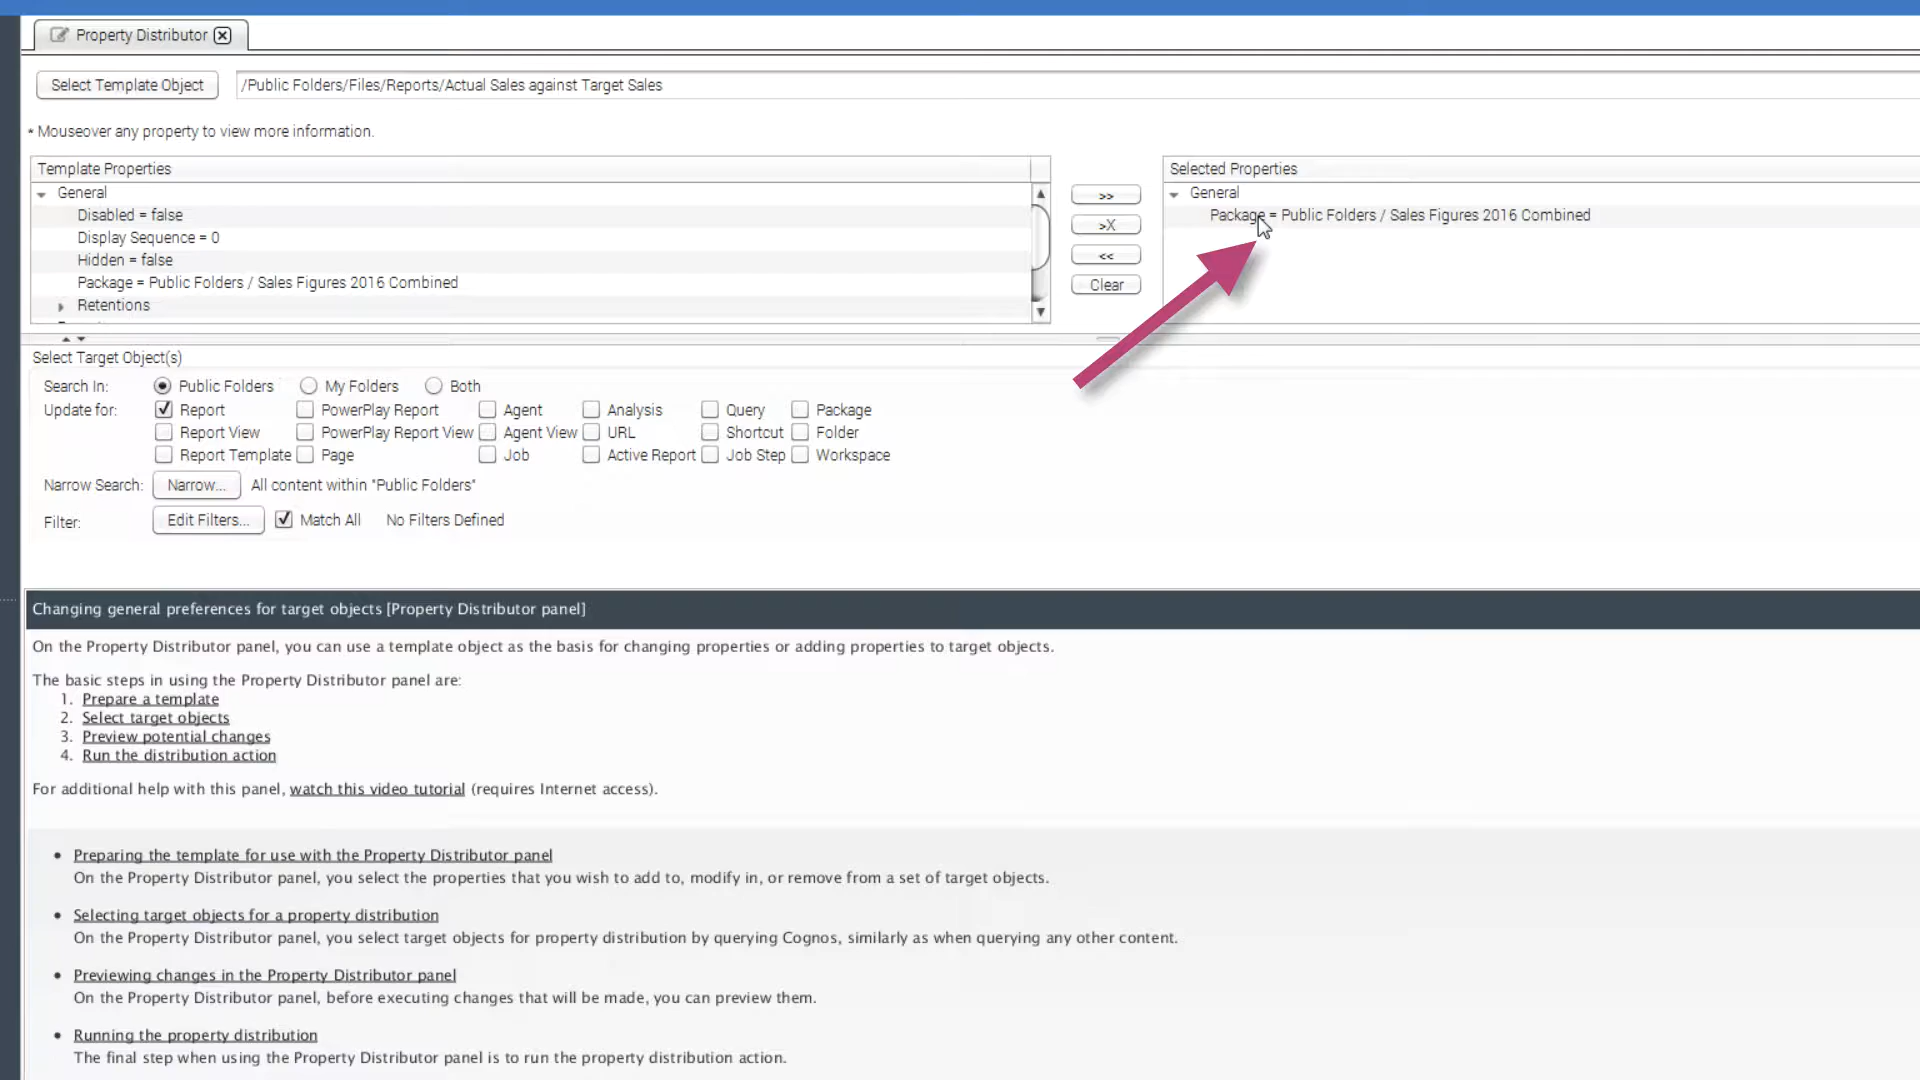 Property Distributor
Select Template Object /Public Folders/Files/Reports/Actual Sales against Target Sales
* Mouseover any property to view more information.
Template Properties
General
Disabled = false
Display Sequence = 0
Hidden = false
Package = Public Folders / Sales Figures 2016 Combined
Retentions
>>
>X
<<
Clear
Selected Properties
General
Package = Public Folders / Sales Figures 2016 Combined
Select Target Object(s)
Search In: Public Folders My Folders Both
Update for: Report PowerPlay Report Agent Analysis Query Package
Report View PowerPlay Report View Agent View URL Shortcut Folder
Report Template Page Job Active Report Job Step Workspace
Narrow Search: Narrow... All content within "Public Folders"
Filter: Edit Filters... Match All No Filters Defined
Changing general preferences for target objects [Property Distributor panel]
On the Property Distributor panel, you can use a template object as the basis for changing properties or adding properties to target objects.
The basic steps in using the Property Distributor panel are:
1. Prepare a template
2. Select target objects
3. Preview potential changes
4. Run the distribution action
For additional help with this panel, watch this video tutorial (requires Internet access).
• Preparing the template for use with the Property Distributor panel
On the Property Distributor panel, you select the properties that you wish to add to, modify in, or remove from a set of target objects.
• Selecting target objects for a property distribution
On the Property Distributor panel, you select target objects for property distribution by querying Cognos, similarly as when querying any other content.
• Previewing changes in the Property Distributor panel
On the Property Distributor panel, before executing changes that will be made, you can preview them.
• Running the property distribution
The final step when using the Property Distributor panel is to run the property distribution action.